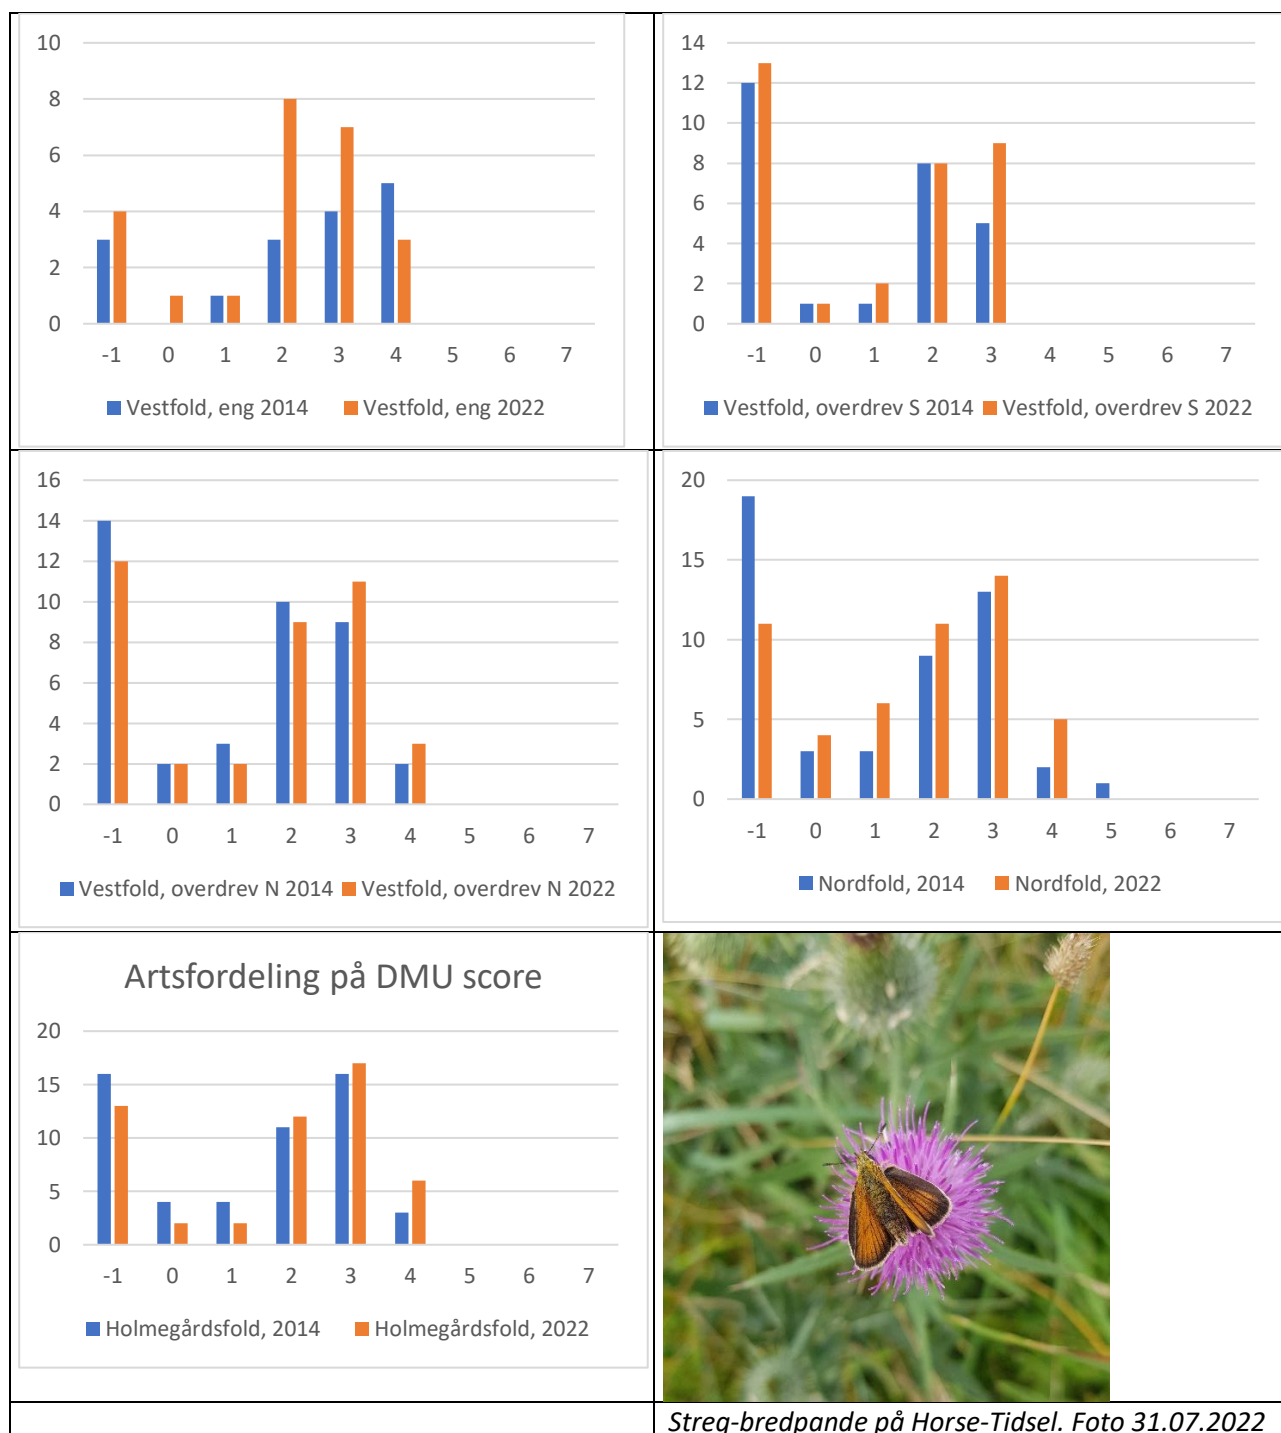 10
8
6
4
2
0
-1 0 1 2 3 4 5 6 7
Vestfold, eng 2014 Vestfold, eng 2022
14
12
10
8
6
4
2
0
-1 0 1 2 3 4 5 6 7
Vestfold, overdrev S 2014 Vestfold, overdrev S 2022
16
14
12
10
8
6
4
2
0
-1 0 1 2 3 4 5 6 7
Vestfold, overdrev N 2014 Vestfold, overdrev N 2022
20
15
10
5
0
-1 0 1 2 3 4 5 6 7
Nordfold, 2014 Nordfold, 2022
Artsfordeling på DMU score
20
15
10
5
0
-1 0 1 2 3 4 5 6 7
Holmegårdsfold, 2014 Holmegårdsfold, 2022
Streg-bredpande på Horse-Tidsel. Foto 31.07.2022